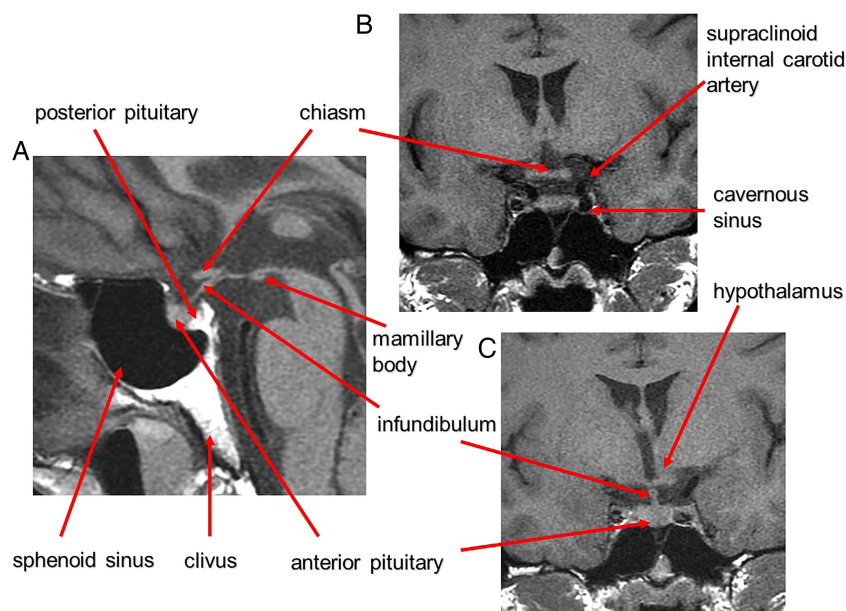 B
supraclinoid
internal carotid
artery
posterior pituitary
chiasm
A
cavernous
sinus
hypothalamus
mamillary
body
C
infundibulum
sphenoid sinus
clivus
anterior pituitary